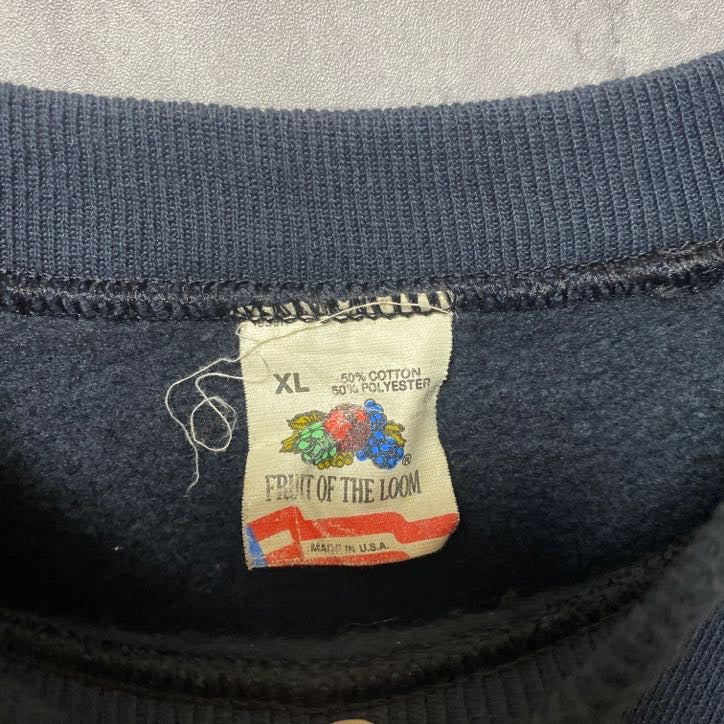 XL
50% COTTON
50% POLYESTER
®
FRUIT OF THE LOOM
MADE IN U.S.A.